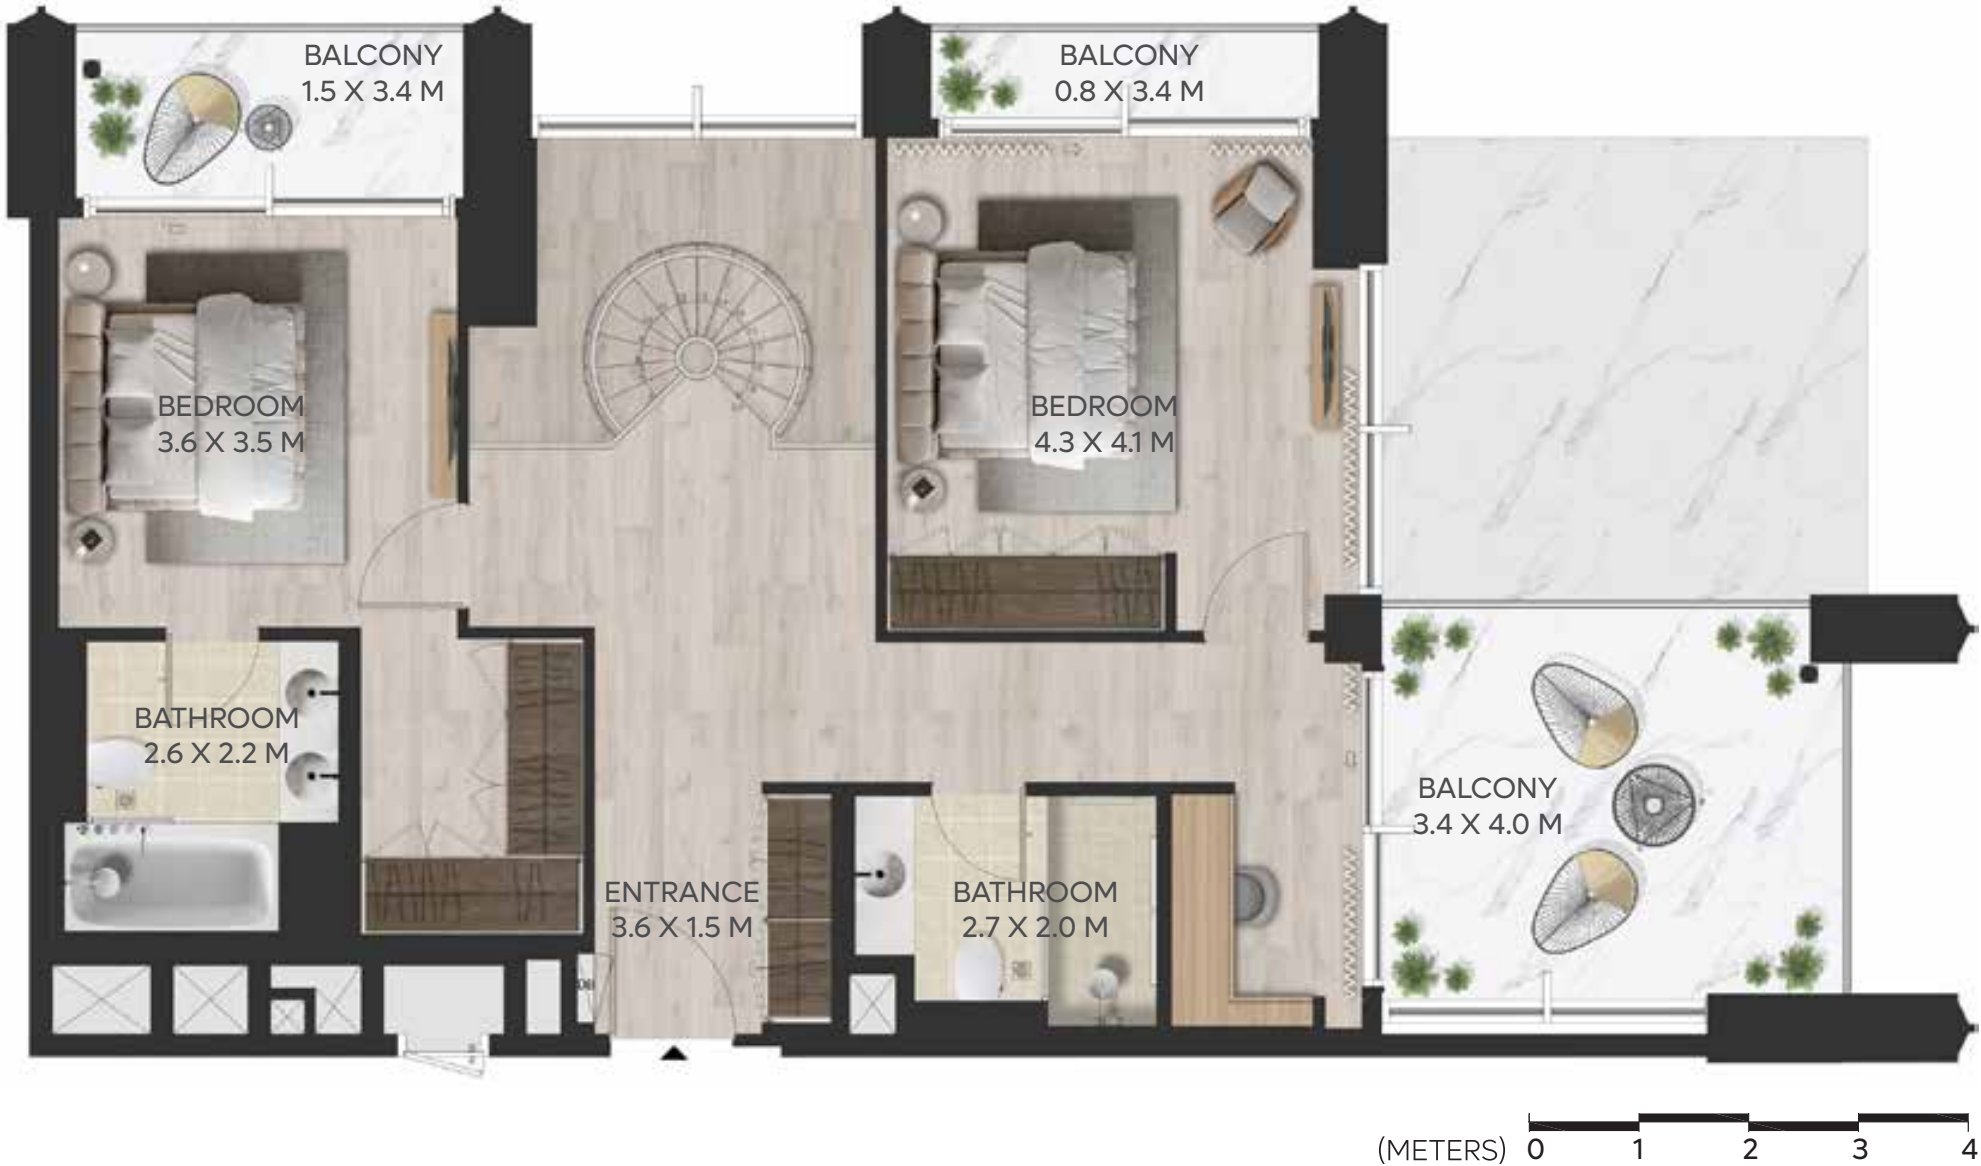 BALCONY
1.5 X 3.4 M
BALCONY
0.8 X 3.4 M
BEDROOM
3.6 X 3.5 M
BEDROOM
4.3 X 4.1 M
BATHROOM
2.6 X 2.2 M
BALCONY
3.4 X 4.0 M
ENTRANCE
3.6 X 1.5 M
BATHROOM
2.7 X 2.0 M
(METERS) 0 1 2 3 4